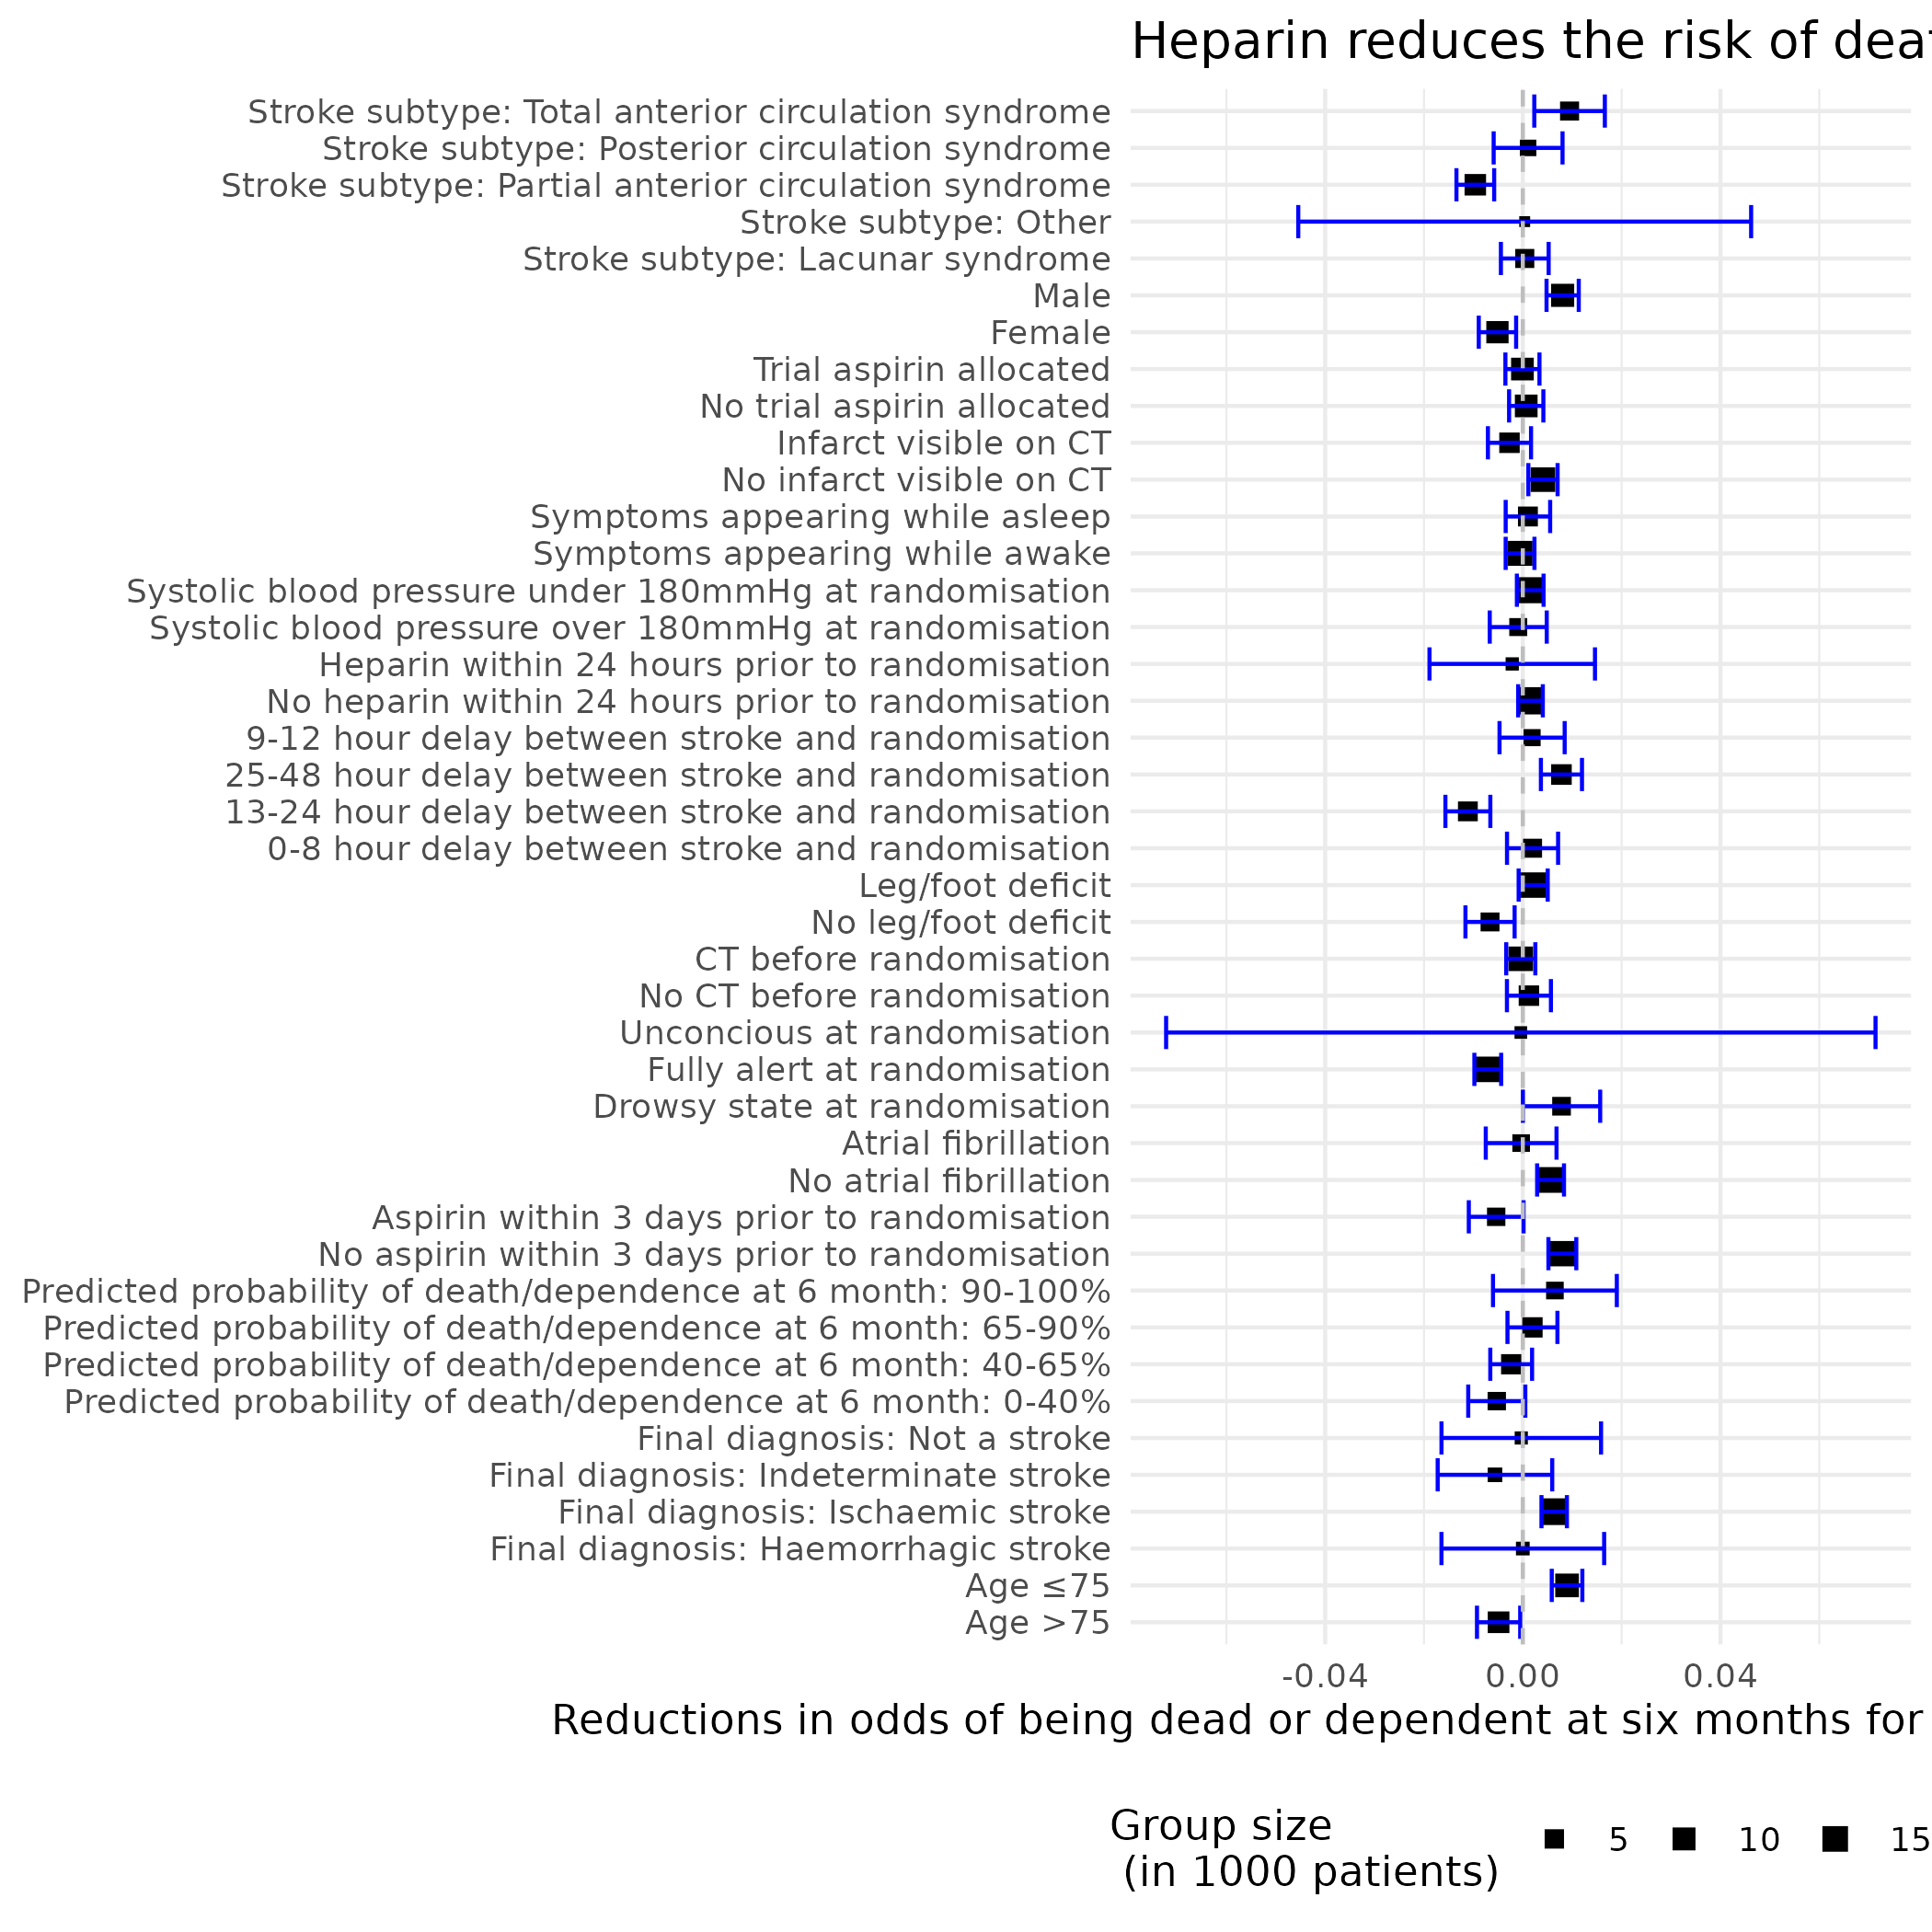 Heparin reduces the risk of
Stroke subtype: Total anterior circulation syndrome
Stroke subtype: Posterior circulation syndrome
Stroke subtype: Partial anterior circulation syndrome
Stroke subtype: Other
Stroke subtype: Lacunar syndrome
Male
Female
Trial aspirin allocated
No trial aspirin allocated
Infarct visible on CT
No infarct visible on CT
Symptoms appearing while asleep
Symptoms appearing while awake
Systolic blood pressure under 180mmHg at randomisation
Systolic blood pressure over 180mmHg at randomisation
Heparin within 24 hours prior to randomisation
No heparin within 24 hours prior to randomisation
9-12 hour delay between stroke and randomisation
25-48 hour delay between stroke and randomisation
13-24 hour delay between stroke and randomisation
0-8 hour delay between stroke and randomisation
Leg/foot deficit
No leg/foot deficit
CT before randomisation
No CT before randomisation
Unconcious at randomisation
Fully alert at randomisation
Drowsy state at randomisation
Atrial fibrillation
No atrial fibrillation
Aspirin within 3 days prior to randomisation
No aspirin within 3 days prior to randomisation
Predicted probability of death/dependence at 6 month: 90-100%
Predicted probability of death/dependence at 6 month: 65-90%
Predicted probability of death/dependence at 6 month: 40-65%
Predicted probability of death/dependence at 6 month: 0-40%
Final diagnosis: Not a stroke
Final diagnosis: Indeterminate stroke
Final diagnosis: Ischaemic stroke
Final diagnosis: Haemorrhagic stroke
Age ≤75
Age >75
-0.04 0.00 0.04
Reductions in odds of being dead or dependent at six months for
Group size
(in 1000 patients)
5 10 15